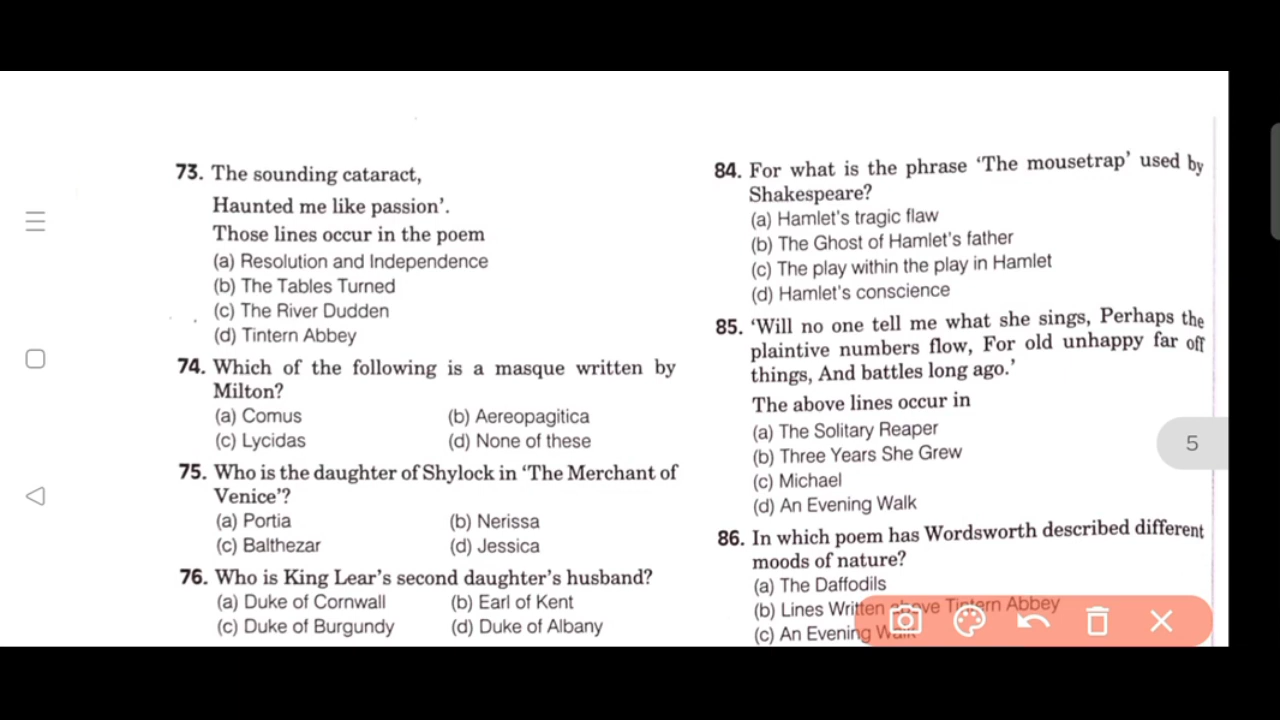 73. The sounding cataract,
Haunted me like passion'.
Those lines occur in the poem
(a) Resolution and Independence
(b) The Tables Turned
(c) The River Dudden
(d) Tintern Abbey
74. Which of the following is a masque written by
Milton?
(a) Comus (b) Aereopagitica
(c) Lycidas (d) None of these
75. Who is the daughter of Shylock in 'The Merchant of
Venice'?
(a) Portia (b) Nerissa
(c) Balthezar (d) Jessica
76. Who is King Lear's second daughter's husband?
(a) Duke of Cornwall (b) Earl of Kent
(c) Duke of Burgundy (d) Duke of Albany
84. For what is the phrase 'The mousetrap' used by
Shakespeare?
(a) Hamlet's tragic flaw
(b) The Ghost of Hamlet's father
(c) The play within the play in Hamlet
(d) Hamlet's conscience
85. 'Will no one tell me what she sings, Perhaps the
plaintive numbers flow, For old unhappy far off
things, And battles long ago.'
The above lines occur in
(a) The Solitary Reaper
(b) Three Years She Grew
(c) Michael
(d) An Evening Walk
86. In which poem has Wordsworth described different
moods of nature?
(a) The Daffodils
(b) Lines Written above Tintern Abbey
(c) An Evening Walk
5